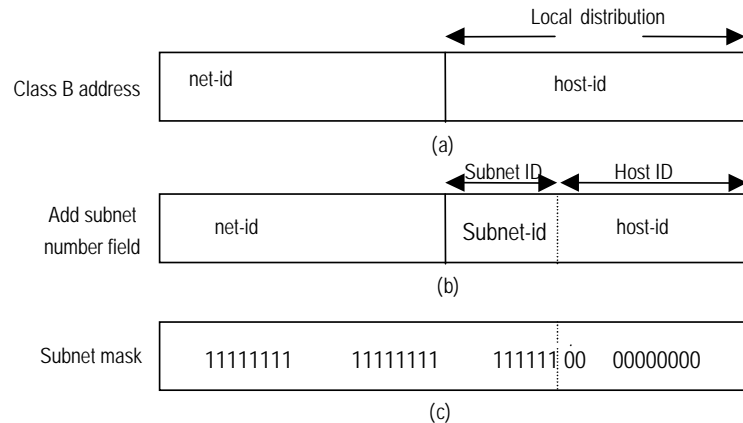 Local distribution
Class B address
net-id
host-id
(a)
Subnet ID
Host ID
Add subnet
number field
net-id
Subnet-id
host-id
(b)
Subnet mask
11111111 11111111 111111 00 00000000
(c)